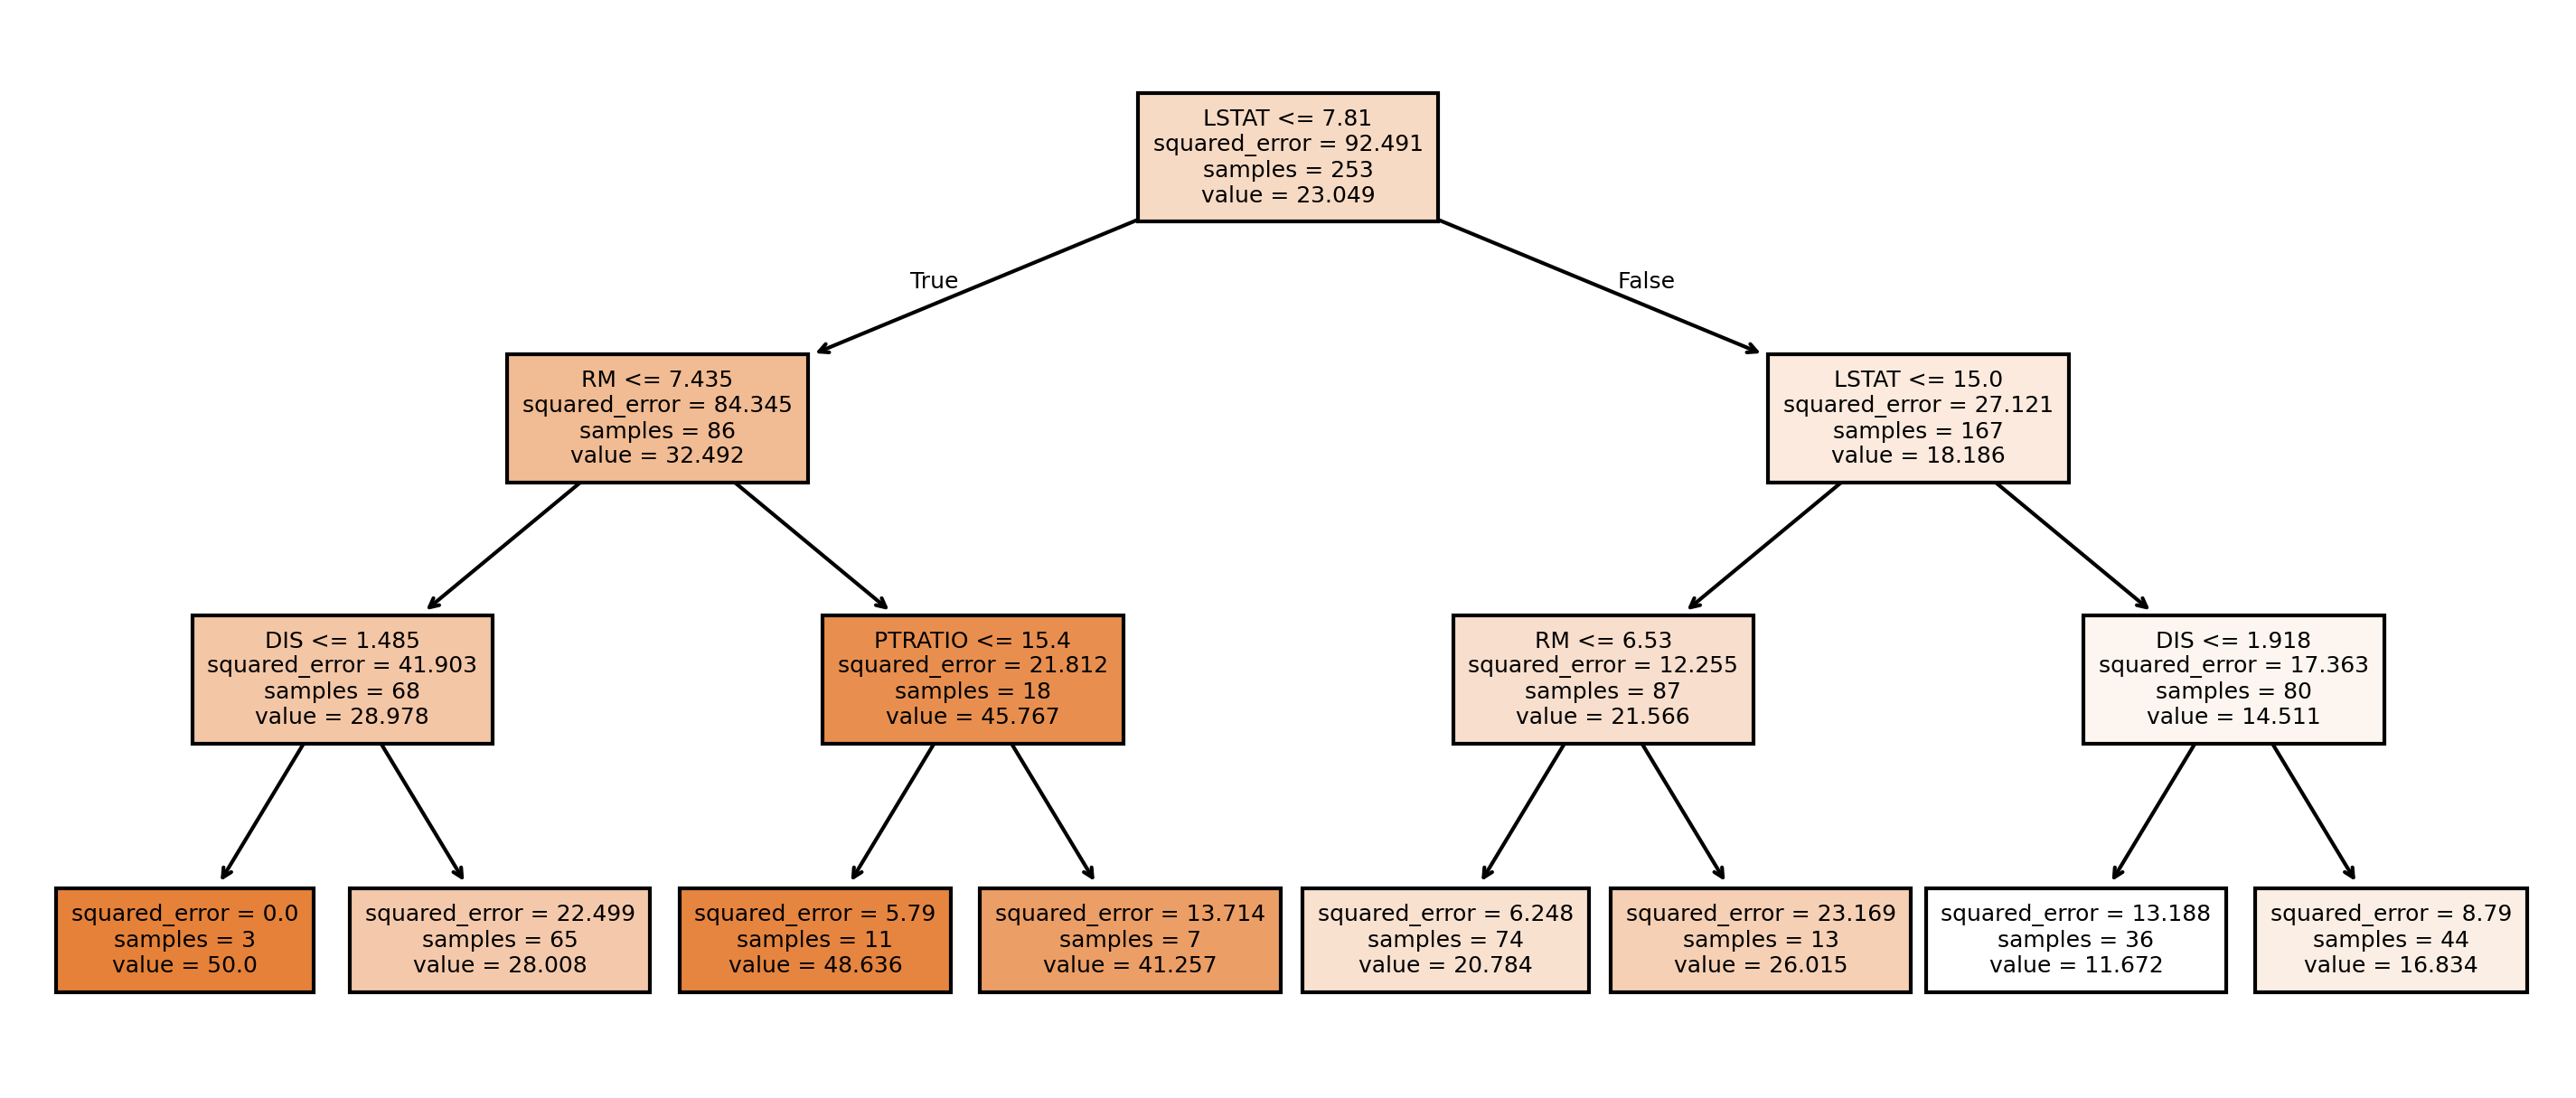 LSTAT <= 7.81
squared_error = 92.491
samples = 253
value = 23.049
True
False
RM <= 7.435
squared_error = 84.345
samples = 86
value = 32.492
LSTAT <= 15.0
squared_error = 27.121
samples = 167
value = 18.186
DIS <= 1.485
squared_error = 41.903
samples = 68
value = 28.978
PTRATIO <= 15.4
squared_error = 21.812
samples = 18
value = 45.767
RM <= 6.53
squared_error = 12.255
samples = 87
value = 21.566
DIS <= 1.918
squared_error = 17.363
samples = 80
value = 14.511
squared_error = 0.0
samples = 3
value = 50.0
squared_error = 22.499
samples = 65
value = 28.008
squared_error = 5.79
samples = 11
value = 48.636
squared_error = 13.714
samples = 7
value = 41.257
squared_error = 6.248
samples = 74
value = 20.784
squared_error = 23.169
samples = 13
value = 26.015
squared_error = 13.188
samples = 36
value = 11.672
squared_error = 8.79
samples = 44
value = 16.834